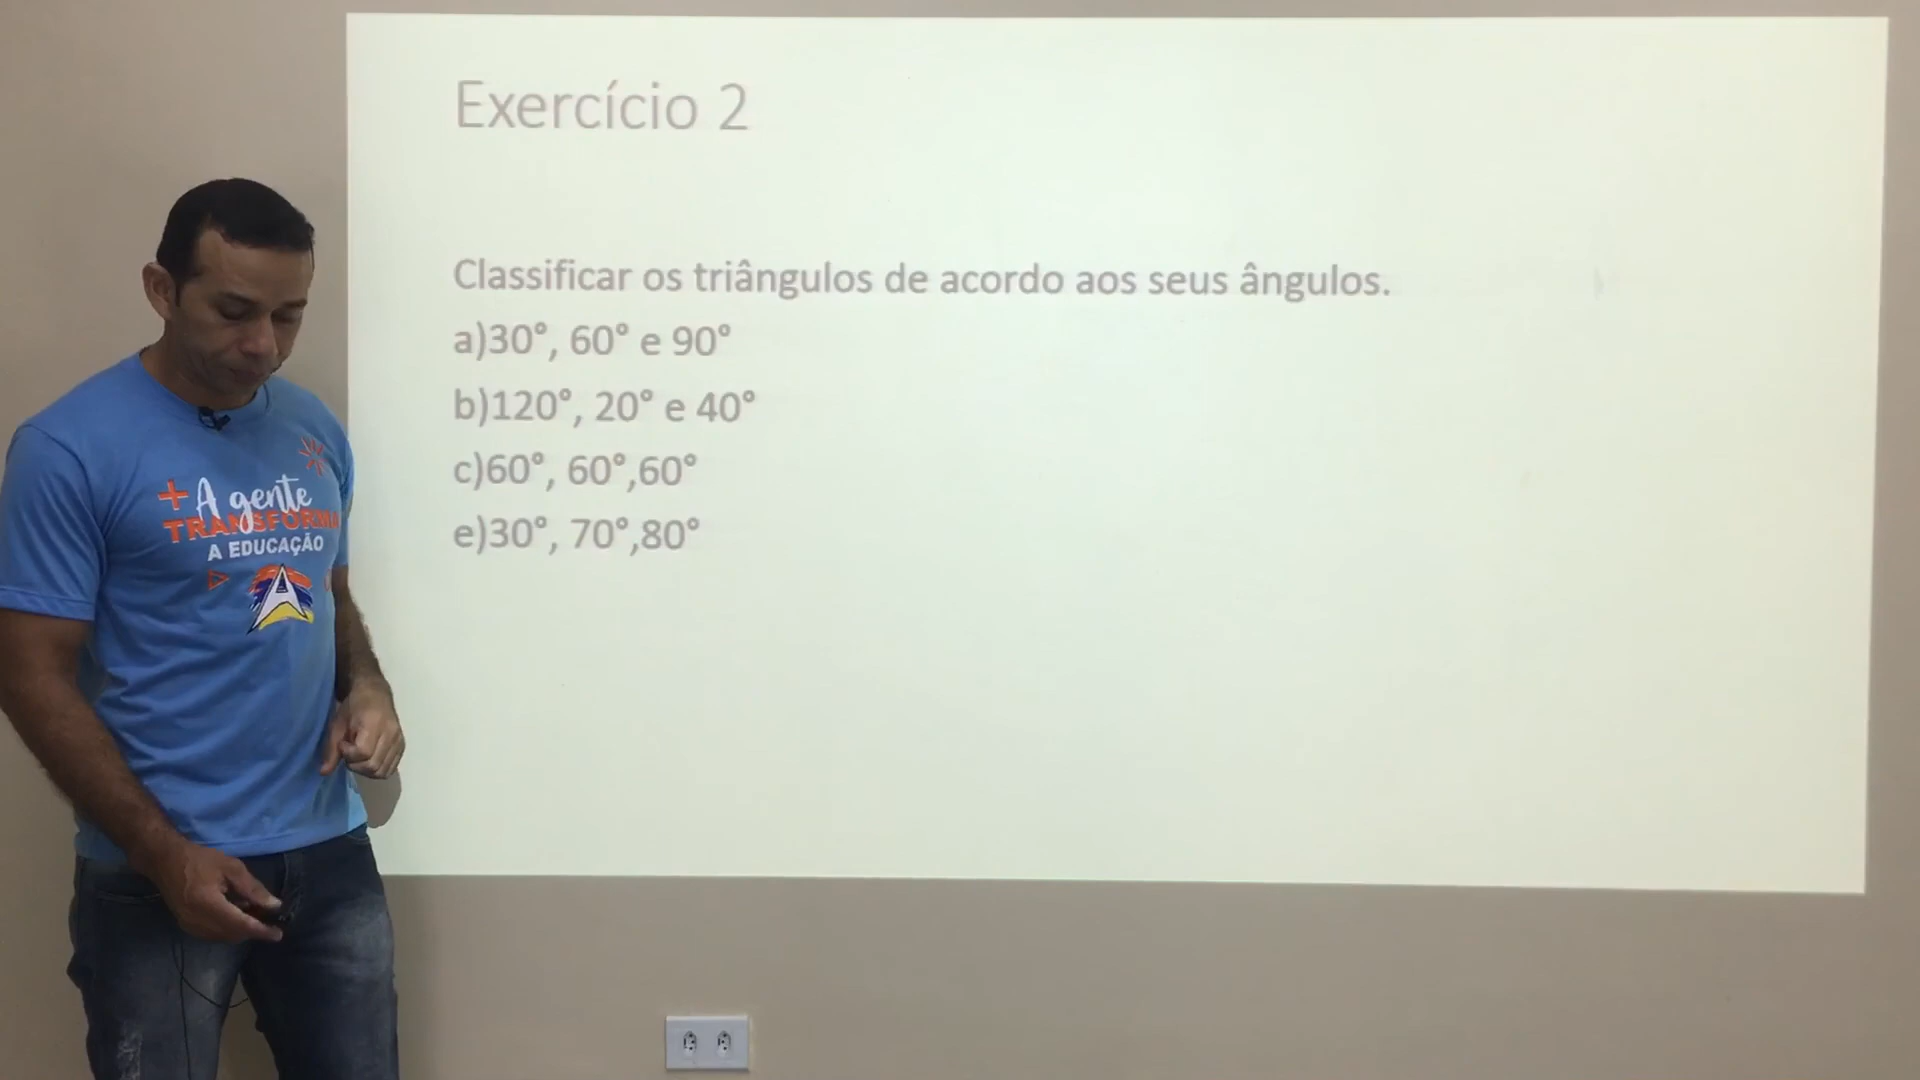 Exercício 2
Classificar os triângulos de acordo aos seus ângulos.
a)30°, 60° e 90°
b)120°, 20° e 40°
c)60°, 60°,60°
e)30°, 70°,80°
+ A gente
TRANSFORMA
A EDUCAÇÃO